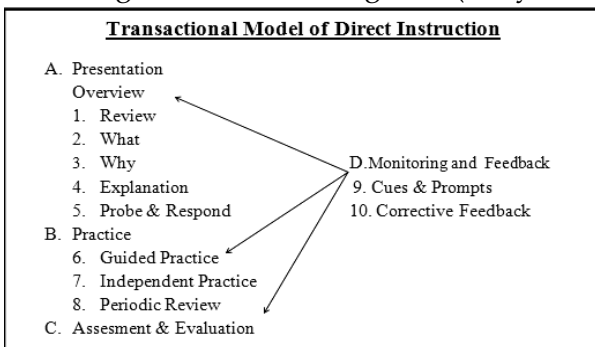 Transactional Model of Direct Instruction
A. Presentation
Overview
1. Review
2. What
3. Why
4. Explanation
5. Probe & Respond
B. Practice
6. Guided Practice
7. Independent Practice
8. Periodic Review
C. Assesment & Evaluation
D.Monitoring and Feedback
9. Cues & Prompts
10. Corrective Feedback